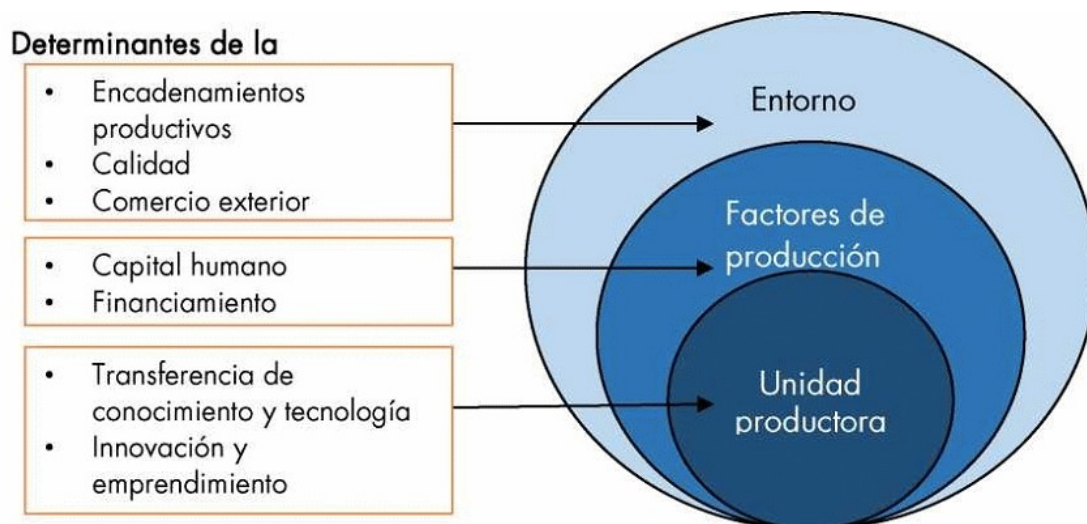 Determinantes de la
• Encadenamientos
productivos
• Calidad
• Comercio exterior
• Capital humano
• Financiamiento
• Transferencia de
conocimiento y tecnología
• Innovación y
emprendimiento
Entorno
Factores de
producción
Unidad
productora